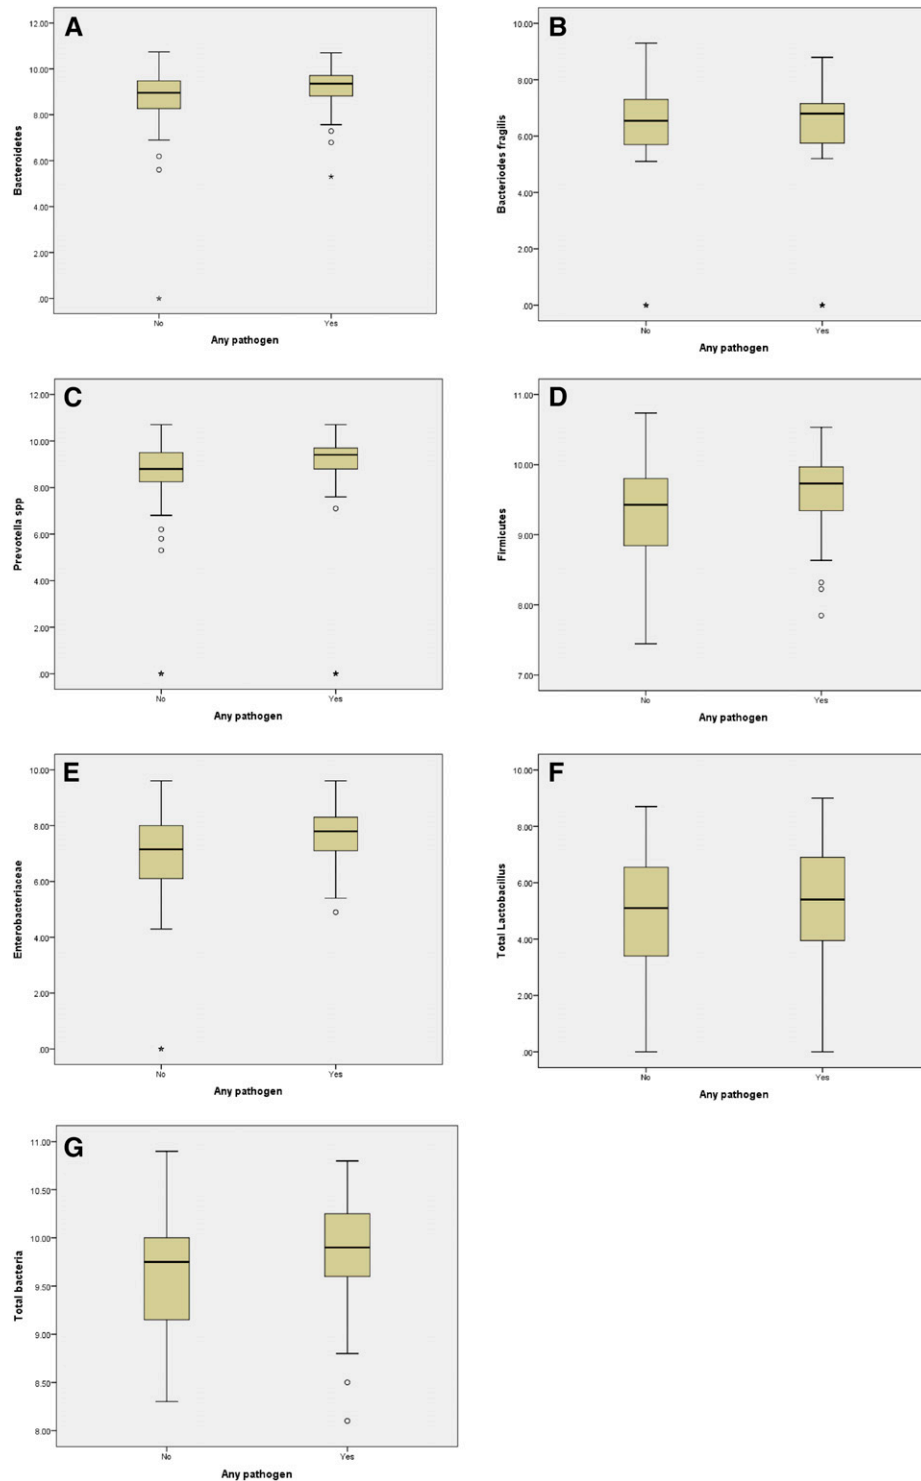 A
12.00
10.00
8.00
6.00
4.00
2.00
.00
Bacteroidetes
No
Yes
Any pathogen
B
10.00
8.00
6.00
4.00
2.00
.00
Bacteriodes fragilis
No
Yes
Any pathogen
C
12.00
10.00
8.00
6.00
4.00
2.00
.00
Prevotella spp
No
Yes
Any pathogen
D
11.00
10.00
9.00
8.00
7.00
Firmicutes
No
Yes
Any pathogen
E
10.00
8.00
6.00
4.00
2.00
.00
Enterobacteriaceae
No
Yes
Any pathogen
F
10.00
8.00
6.00
4.00
2.00
.00
Total Lactobacillus
No
Yes
Any pathogen
G
11.00
10.50
10.00
9.50
9.00
8.50
8.00
Total bacteria
No
Yes
Any pathogen